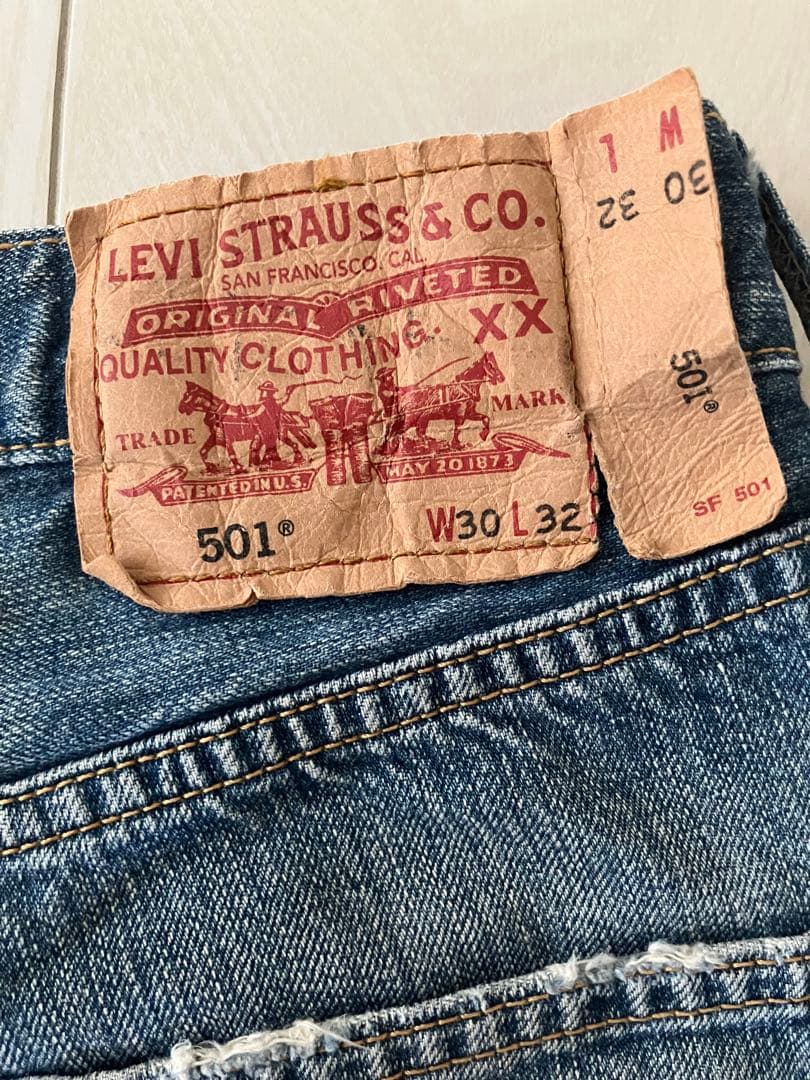 LEVI STRAUSS & CO.
SAN FRANCISCO, CAL.
ORIGINAL RIVETED
QUALITY CLOTHING. XX
TRADE MARK
PATENTED IN U.S. MAY 20 1873
501® W30 L32
W L
30 32
501®
SF 501